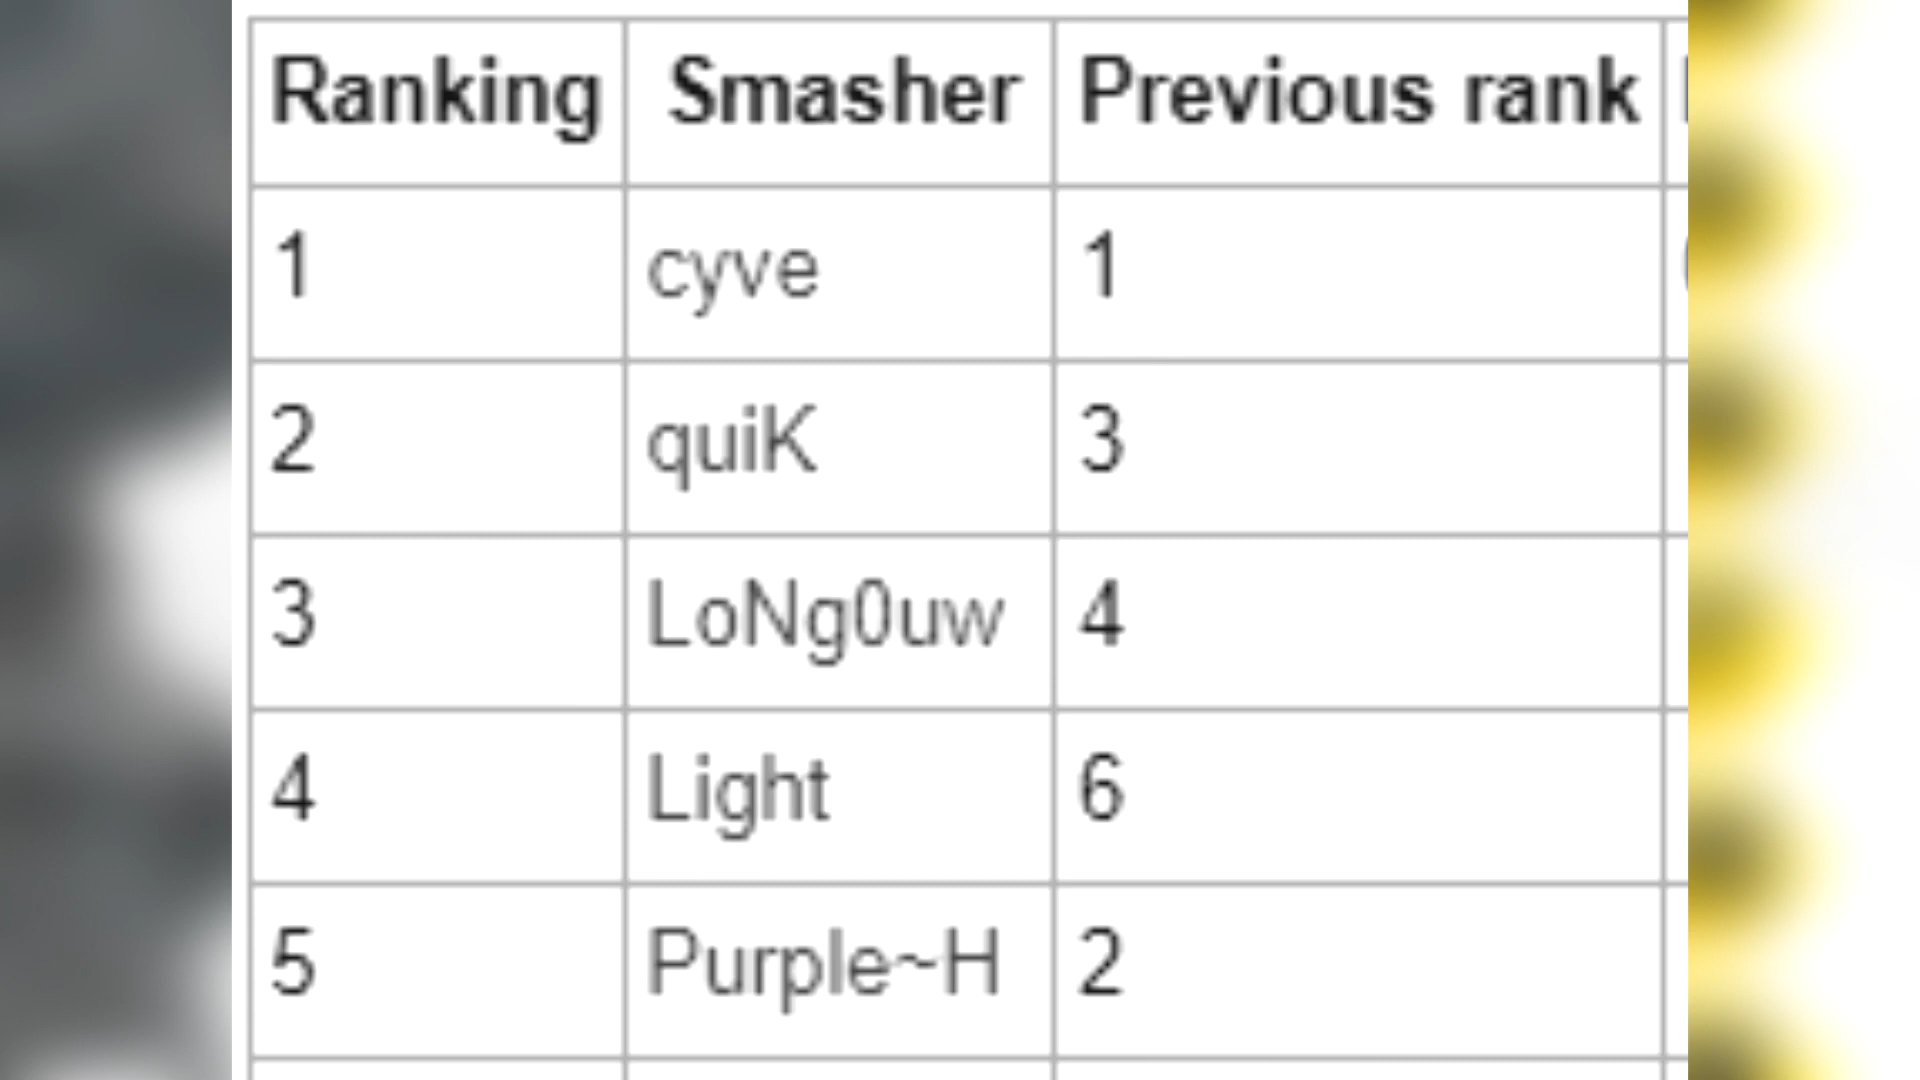 Ranking Smasher Previous rank
1 cyve 1
2 quiK 3
3 LoNg0uw 4
4 Light 6
5 Purple~H 2